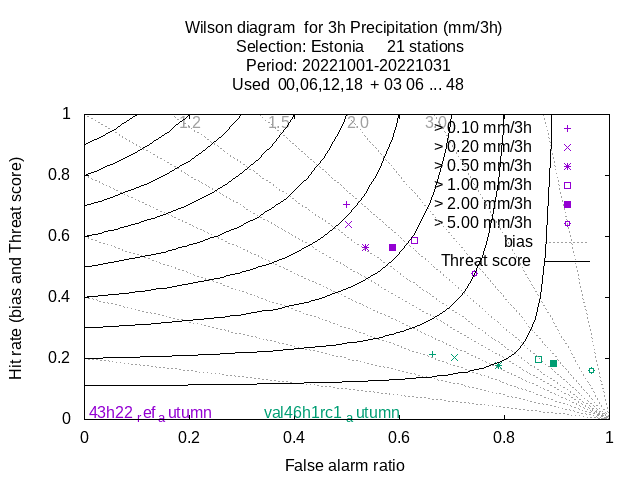 Wilson diagram  for 3h Precipitation (mm/3h)
Selection: Estonia     21 stations
Period: 20221001-20221031
Used  00,06,12,18  + 03 06 ... 48
1.2 1.5 2.0 3.0
> 0.10 mm/3h
> 0.20 mm/3h
> 0.50 mm/3h
> 1.00 mm/3h
> 2.00 mm/3h
> 5.00 mm/3h
bias
Threat score
Hit rate (bias and Threat score)
1
0.8
0.6
0.4
0.2
0
43h22refautumn val46h1rc1autumn
0 0.2 0.4 0.6 0.8 1
False alarm ratio